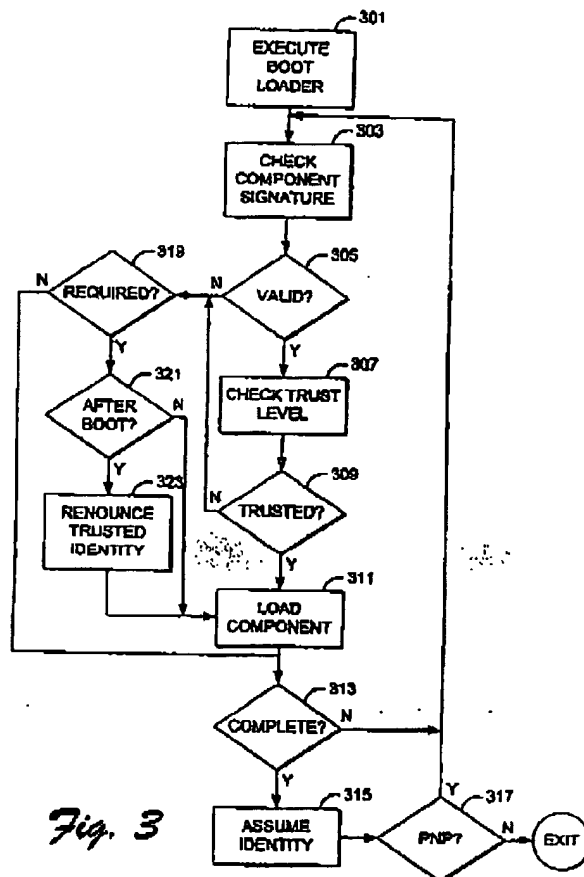 301
EXECUTE
BOOT
LOADER
303
CHECK
COMPONENT
SIGNATURE
319
N
REQUIRED?
N
305
VALID?
Y
Y
321
AFTER
BOOT?
N
307
CHECK TRUST
LEVEL
Y
323
RENOUNCE
TRUSTED
IDENTITY
N
309
TRUSTED?
Y
311
LOAD
COMPONENT
313
COMPLETE?
N
Y
Y
315
ASSUME
IDENTITY
317
PNP?
N
EXIT
Fig. 3